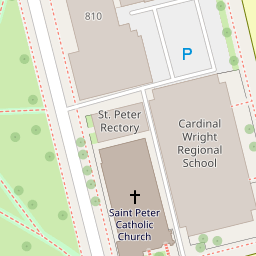 810
P
St. Peter
Rectory
Cardinal
Wright
Regional
School
Saint Peter
Catholic
Church